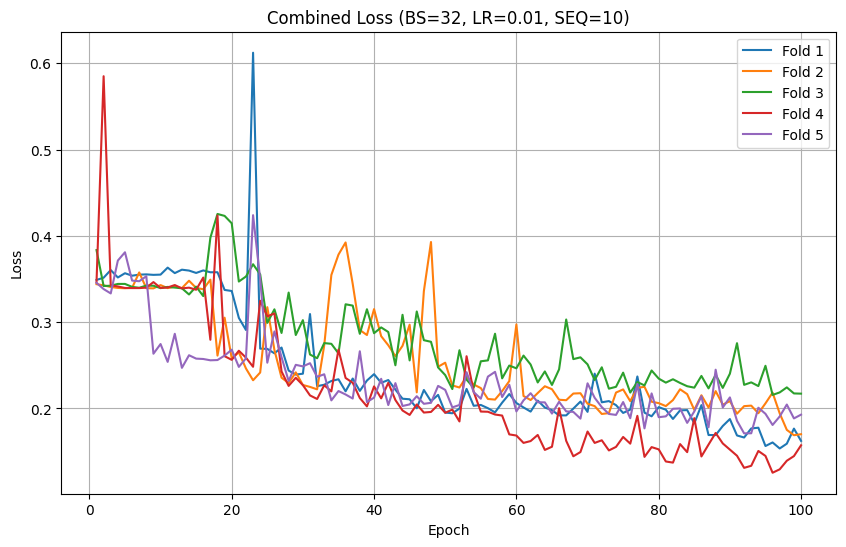 Combined Loss (BS=32, LR=0.01, SEQ=10)
Fold 1
Fold 2
Fold 3
Fold 4
Fold 5
Loss
0.6
0.5
0.4
0.3
0.2
0 20 40 60 80 100
Epoch